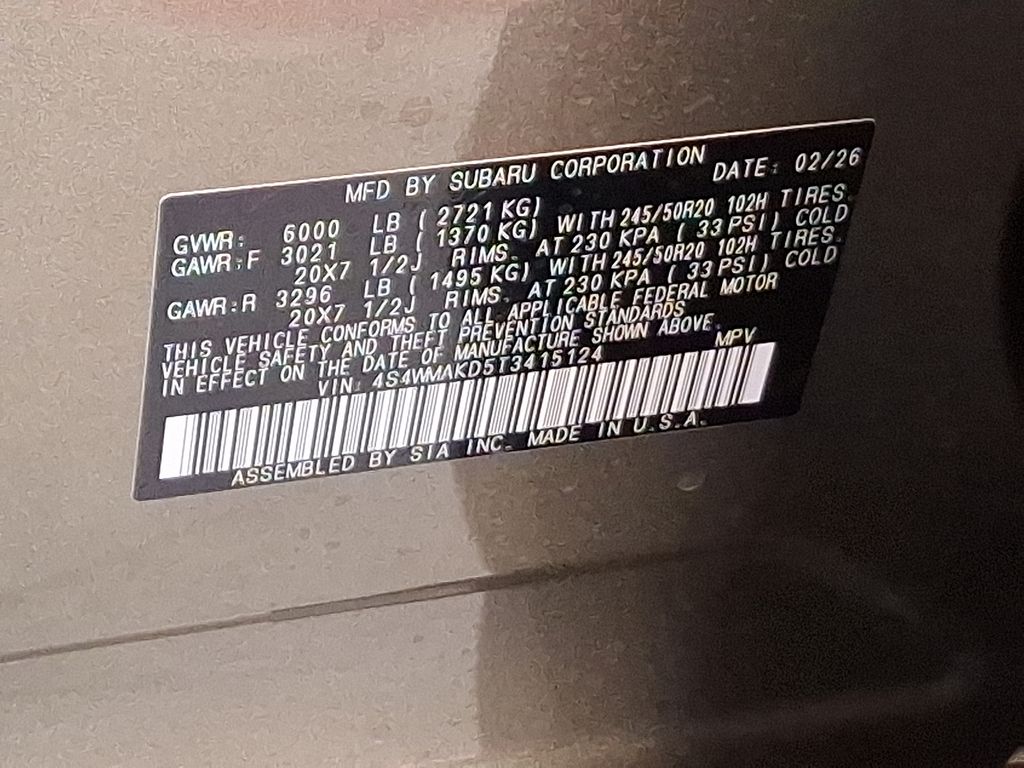 MFD BY SUBARU CORPORATION DATE: 02/26
GVWR: 6000 LB ( 2721 KG)
GAWR:F 3021 LB ( 1370 KG) WITH 245/50R20 102H TIRES.
20X7 1/2J RIMS. AT 230 KPA ( 33 PSI) COLD
GAWR:R 3296 LB ( 1495 KG) WITH 245/50R20 102H TIRES.
20X7 1/2J RIMS. AT 230 KPA ( 33 PSI) COLD
THIS VEHICLE CONFORMS TO ALL APPLICABLE FEDERAL MOTOR
VEHICLE SAFETY AND THEFT PREVENTION STANDARDS
IN EFFECT ON THE DATE OF MANUFACTURE SHOWN ABOVE.
VIN: 4S4WMAKD5T3415124 MPV
ASSEMBLED BY SIA INC. MADE IN U.S.A.